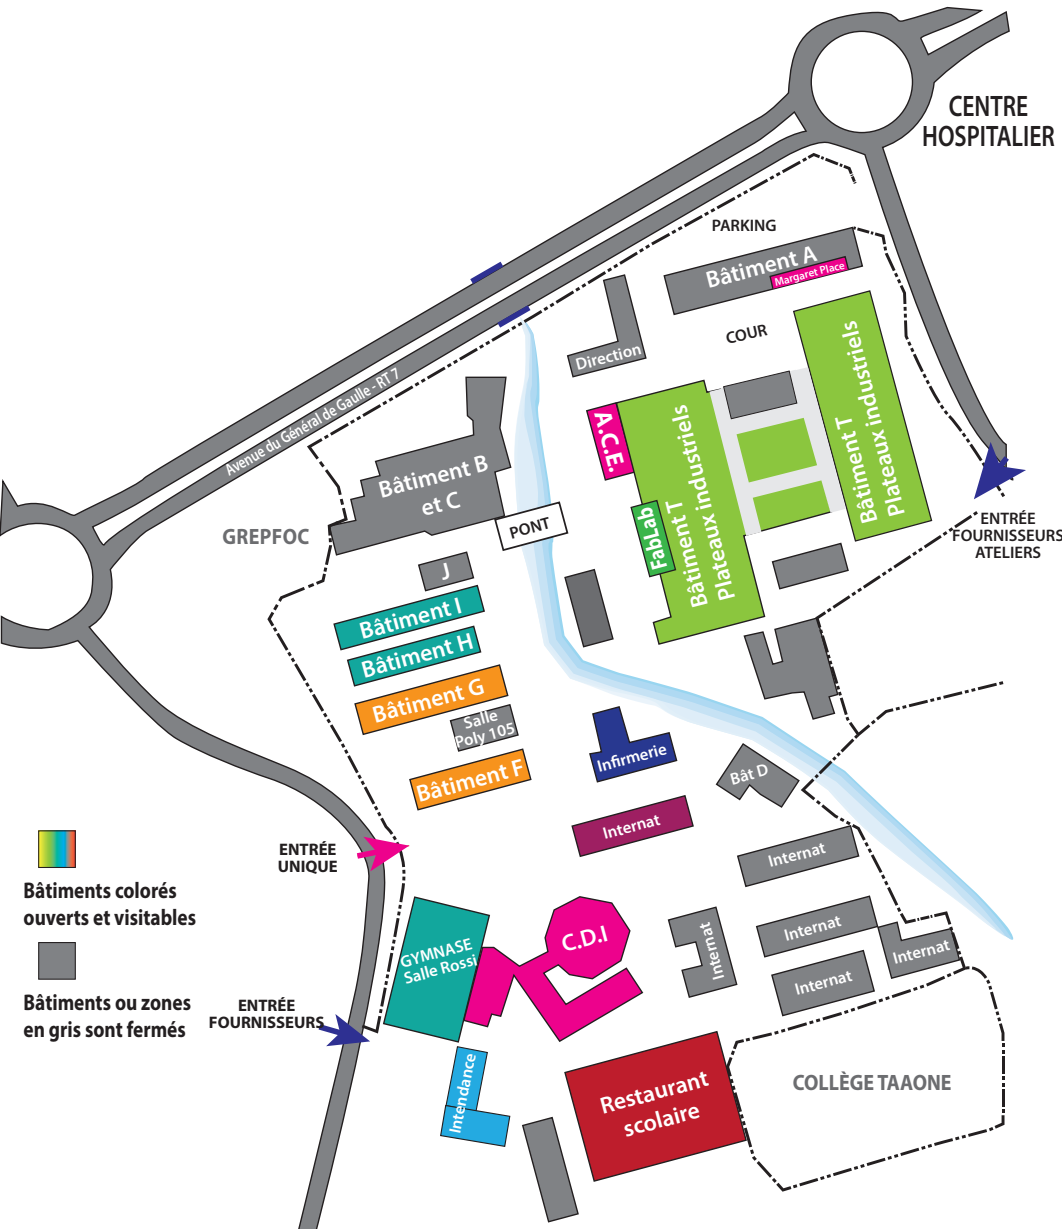 CENTRE
HOSPITALIER
PARKING
Bâtiment A
Margaret Place
COUR
Direction
Avenue du Général de Gaulle - RT 7
A.C.E.
Bâtiment T
Plateaux industriels
Bâtiment T
Plateaux industriels
FabLab
Bâtiment B
et C
PONT
GREPFOC
ENTRÉE
FOURNISSEURS
ATELIERS
J
Bâtiment I
Bâtiment H
Bâtiment G
Salle
Poly 105
Bâtiment F
Infirmerie
Bât D
Internat
Internat
ENTRÉE
UNIQUE
Bâtiments colorés
ouverts et visitables
Bâtiments ou zones
en gris sont fermés
GYMNASE
Salle Rossi
C.D.I
Internat
Internat
Internat
Internat
ENTRÉE
FOURNISSEURS
Intendance
Restaurant
scolaire
COLLÈGE TAAONE